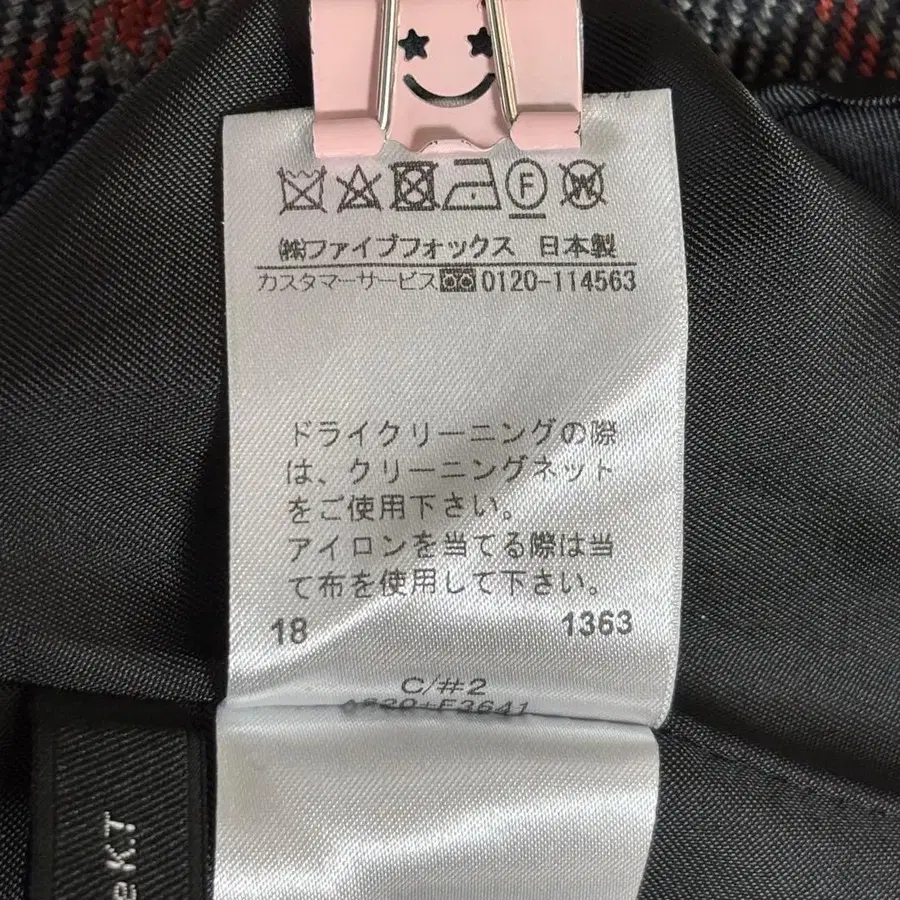 F W
㈱ファイブフォックス 日本製
カスタマーサービス 0120-114563
ドライクリーニングの際
は、クリーニングネット
をご使用下さい。
アイロンを当てる際は当
て布を使用して下さい。
18 1363
C/#2
e K.T